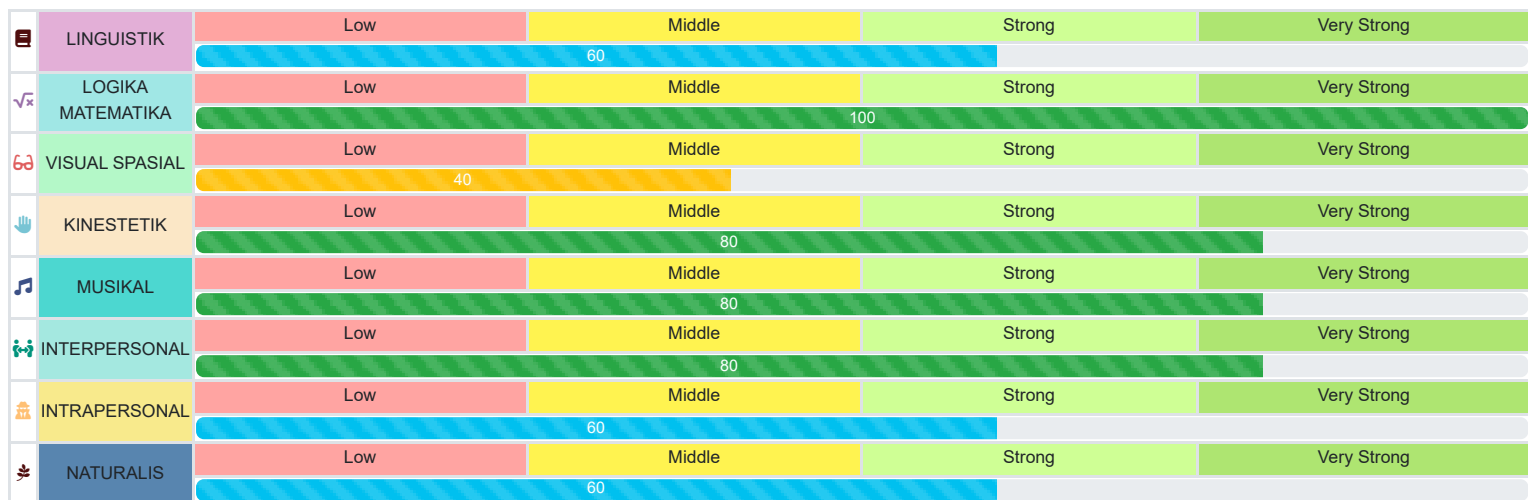 Low Middle Strong Very Strong
LINGUISTIK
60
LOGIKA
MATEMATIKA
Low Middle Strong Very Strong
100
Low Middle Strong Very Strong
VISUAL SPASIAL
40
Low Middle Strong Very Strong
KINESTETIK
80
Low Middle Strong Very Strong
MUSIKAL
80
Low Middle Strong Very Strong
INTERPERSONAL
80
Low Middle Strong Very Strong
INTRAPERSONAL
60
Low Middle Strong Very Strong
NATURALIS
60